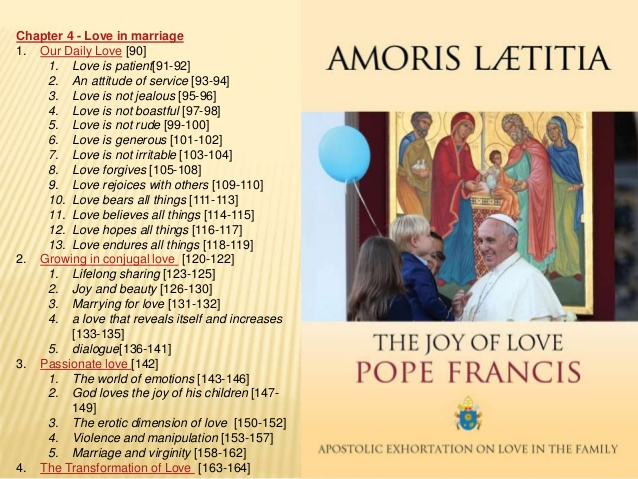 Chapter 4 - Love in marriage
1. Our Daily Love [90]
1. Love is patient[91-92]
2. An attitude of service [93-94]
3. Love is not jealous [95-96]
4. Love is not boastful [97-98]
5. Love is not rude [99-100]
6. Love is generous [101-102]
7. Love is not irritable [103-104]
8. Love forgives [105-108]
9. Love rejoices with others [109-110]
10. Love bears all things [111-113]
11. Love believes all things [114-115]
12. Love hopes all things [116-117]
13. Love endures all things [118-119]
2. Growing in conjugal love [120-122]
1. Lifelong sharing [123-125]
2. Joy and beauty [126-130]
3. Marrying for love [131-132]
4. a love that reveals itself and increases
[133-135]
5. dialogue[136-141]
3. Passionate love [142]
1. The world of emotions [143-146]
2. God loves the joy of his children [147-
149]
3. The erotic dimension of love [150-152]
4. Violence and manipulation [153-157]
5. Marriage and virginity [158-162]
4. The Transformation of Love [163-164]
AMORIS LÆTITIA
THE JOY OF LOVE
POPE FRANCIS
APOSTOLIC EXHORTATION ON LOVE IN THE FAMILY